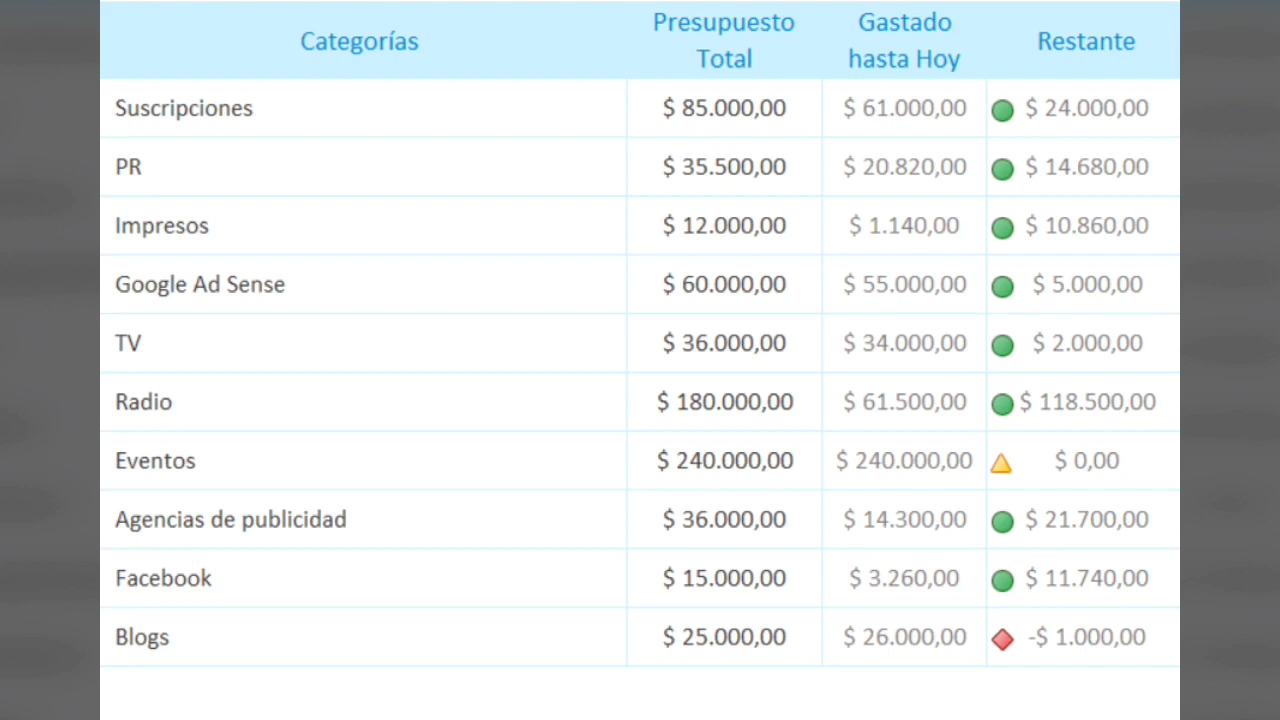 Categorías Presupuesto Total Gastado hasta Hoy Restante
Suscripciones $ 85.000,00 $ 61.000,00 $ 24.000,00
PR $ 35.500,00 $ 20.820,00 $ 14.680,00
Impresos $ 12.000,00 $ 1.140,00 $ 10.860,00
Google Ad Sense $ 60.000,00 $ 55.000,00 $ 5.000,00
TV $ 36.000,00 $ 34.000,00 $ 2.000,00
Radio $ 180.000,00 $ 61.500,00 $ 118.500,00
Eventos $ 240.000,00 $ 240.000,00 $ 0,00
Agencias de publicidad $ 36.000,00 $ 14.300,00 $ 21.700,00
Facebook $ 15.000,00 $ 3.260,00 $ 11.740,00
Blogs $ 25.000,00 $ 26.000,00 -$ 1.000,00